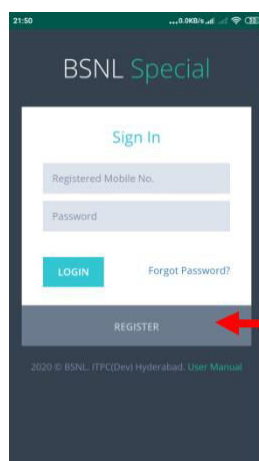 21:50 ...0.0KB/s
BSNL Special
Sign In
Registered Mobile No.
Password
LOGIN Forgot Password?
REGISTER
2020 © BSNL. ITPC(Dev) Hyderabad. User Manual